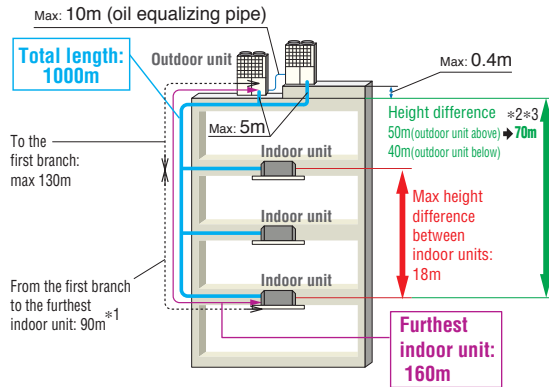 Max: 10m (oil equalizing pipe)
Total length:
1000m
Outdoor unit
Max: 0.4m
Max: 5m
Height difference *2*3
50m(outdoor unit above)➔70m
40m(outdoor unit below)
To the
first branch:
max 130m
Indoor unit
Indoor unit
Indoor unit
Max height
difference
between
indoor units:
18m
From the first branch
to the furthest
indoor unit: 90m*1
Furthest
indoor unit:
160m